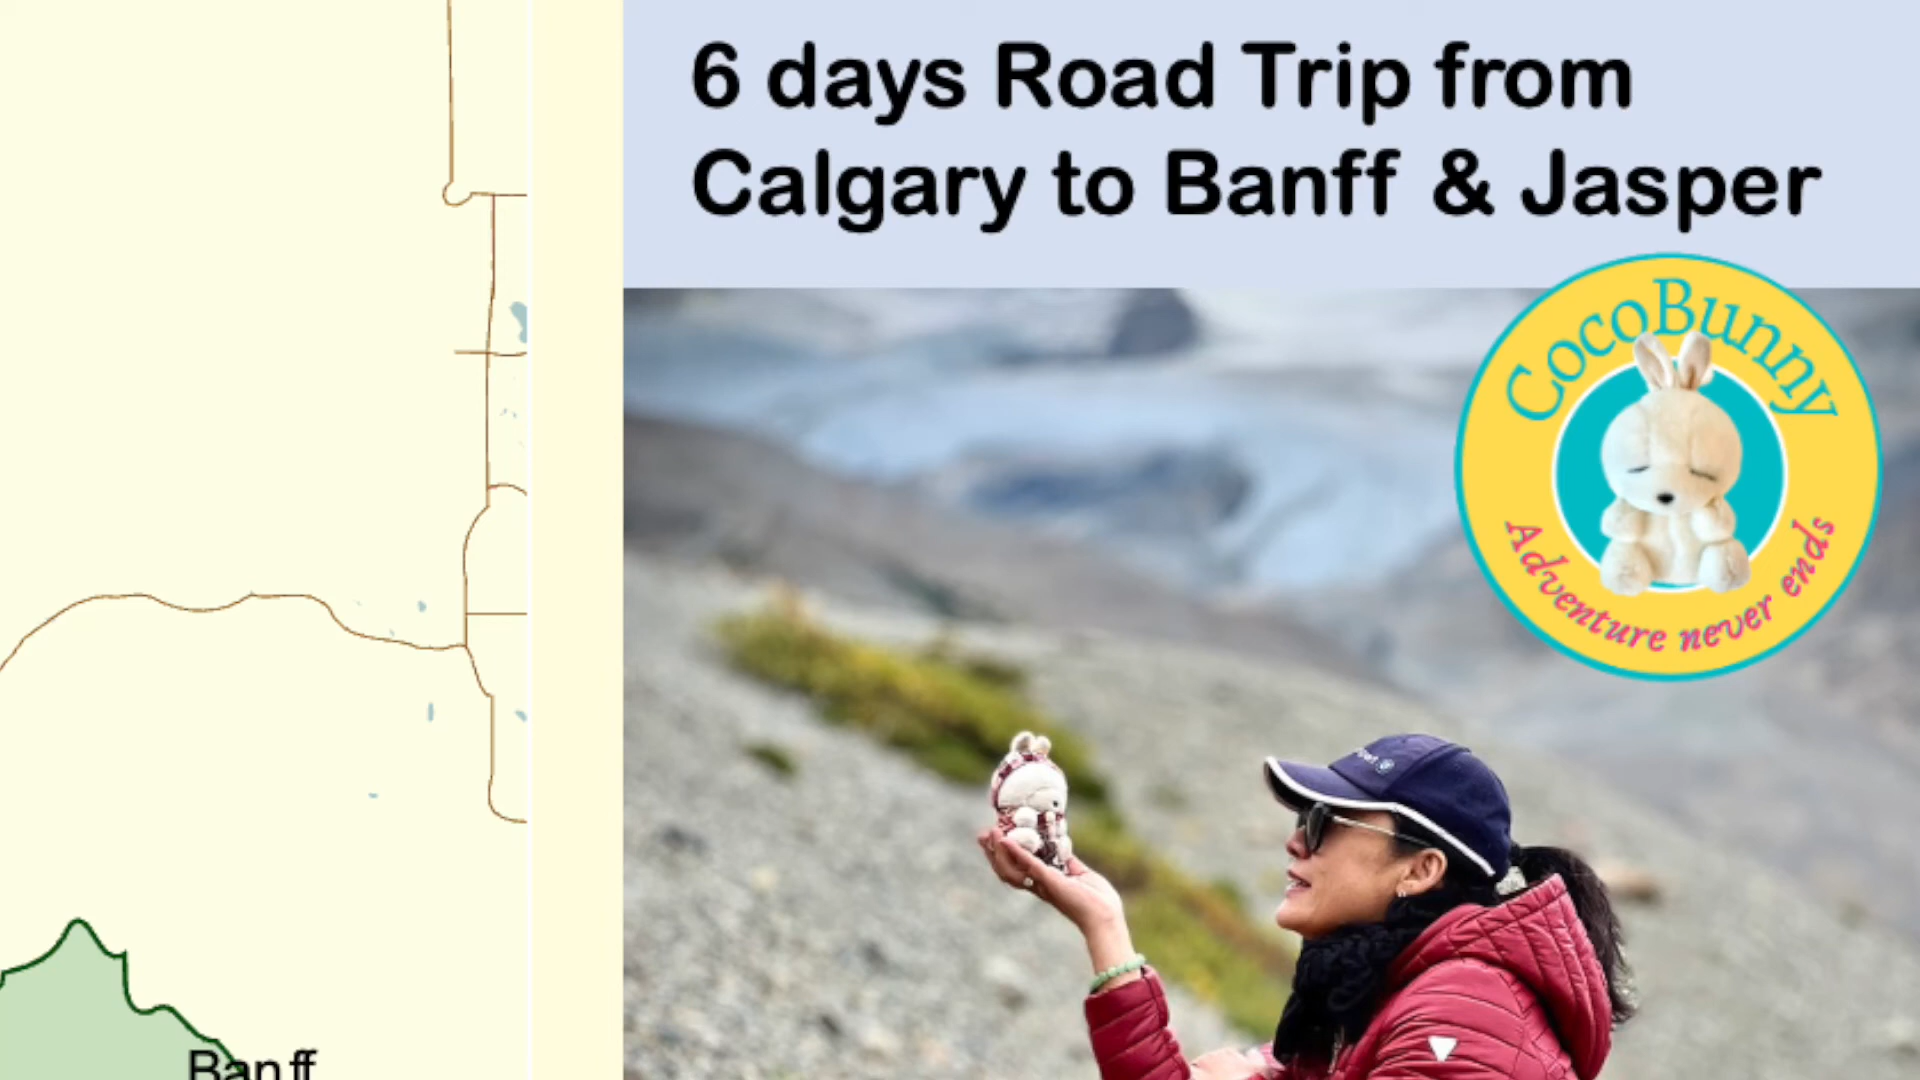 6 days Road Trip from
Calgary to Banff & Jasper
CocoBunny
Adventure never ends
Banff